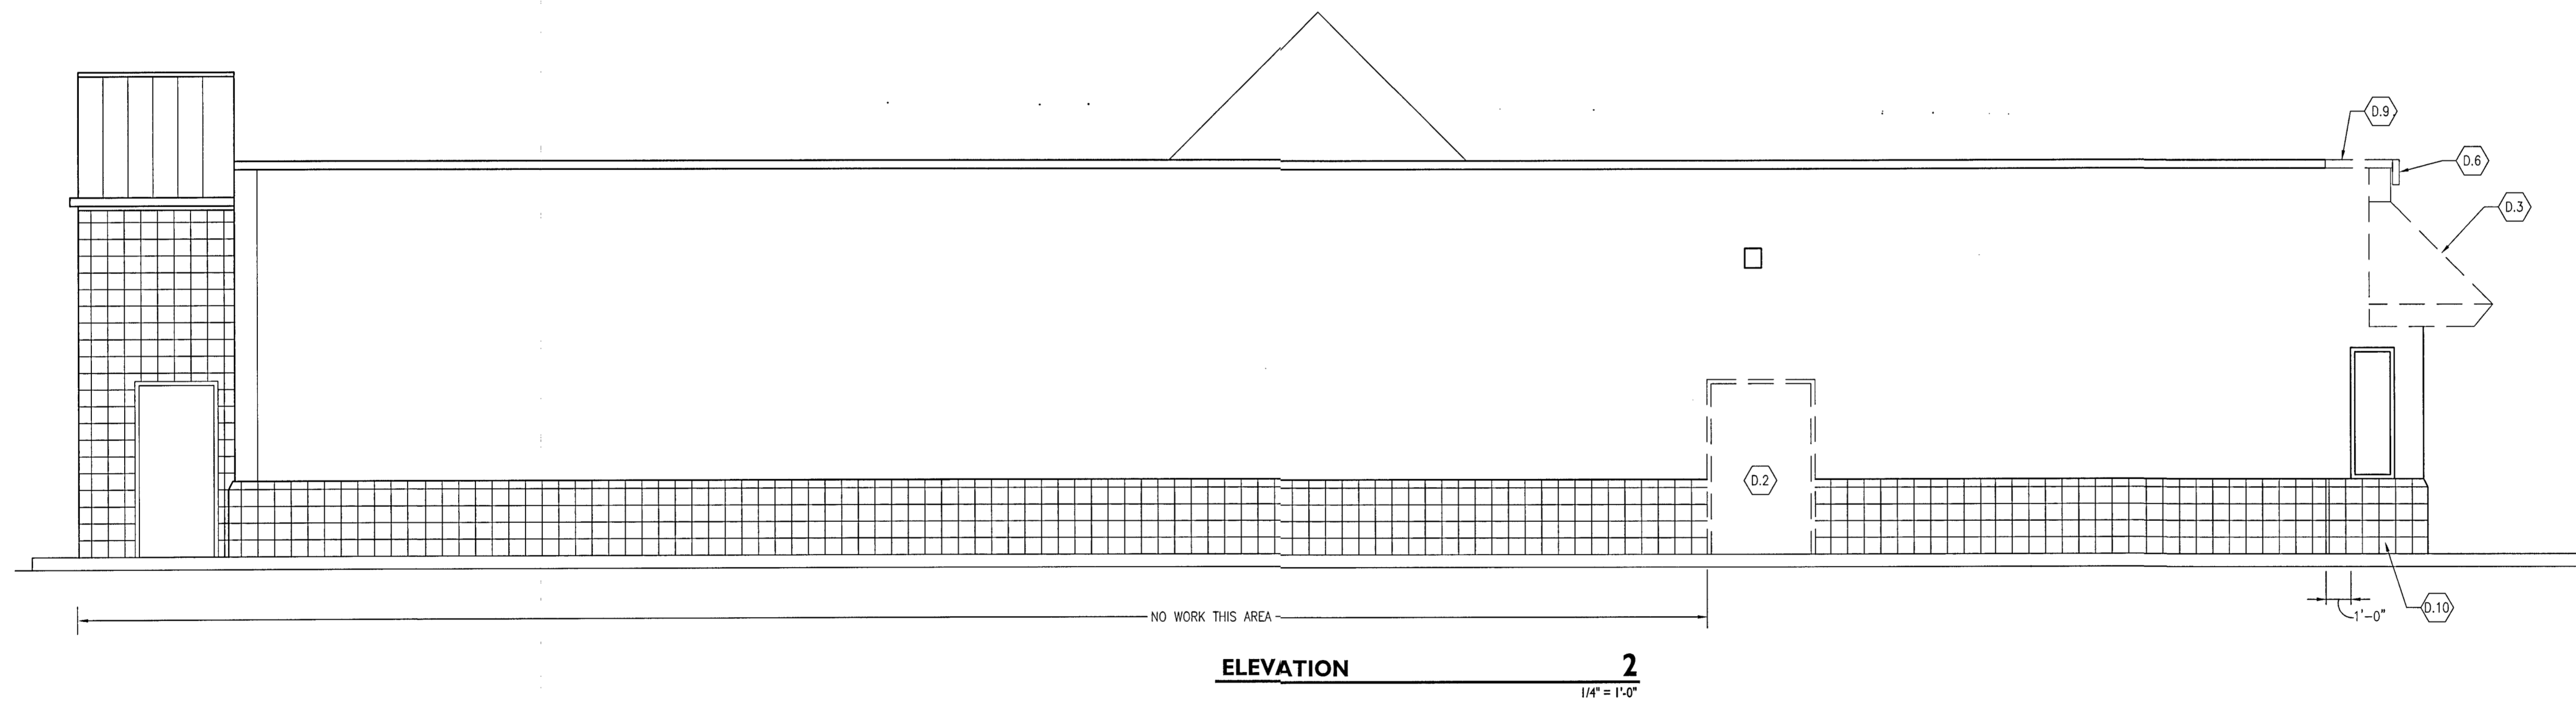 D.9
D.6
D.3
D.2
NO WORK THIS AREA
1'-0"
D.10
ELEVATION 2
1/4" = 1'-0"